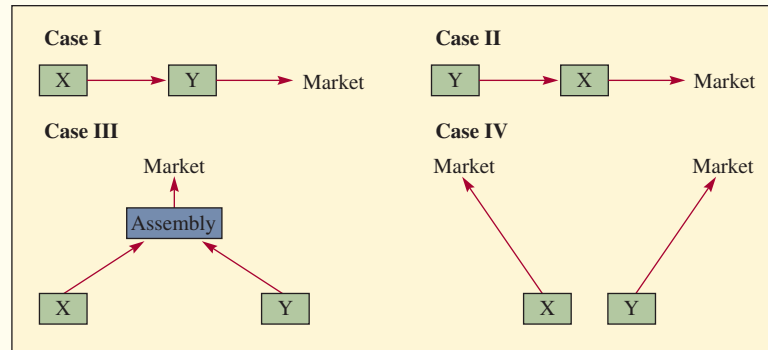 Case I
X Y Market
Case II
Y X Market
Case III
Market
Assembly
X Y
Case IV
Market Market
X Y